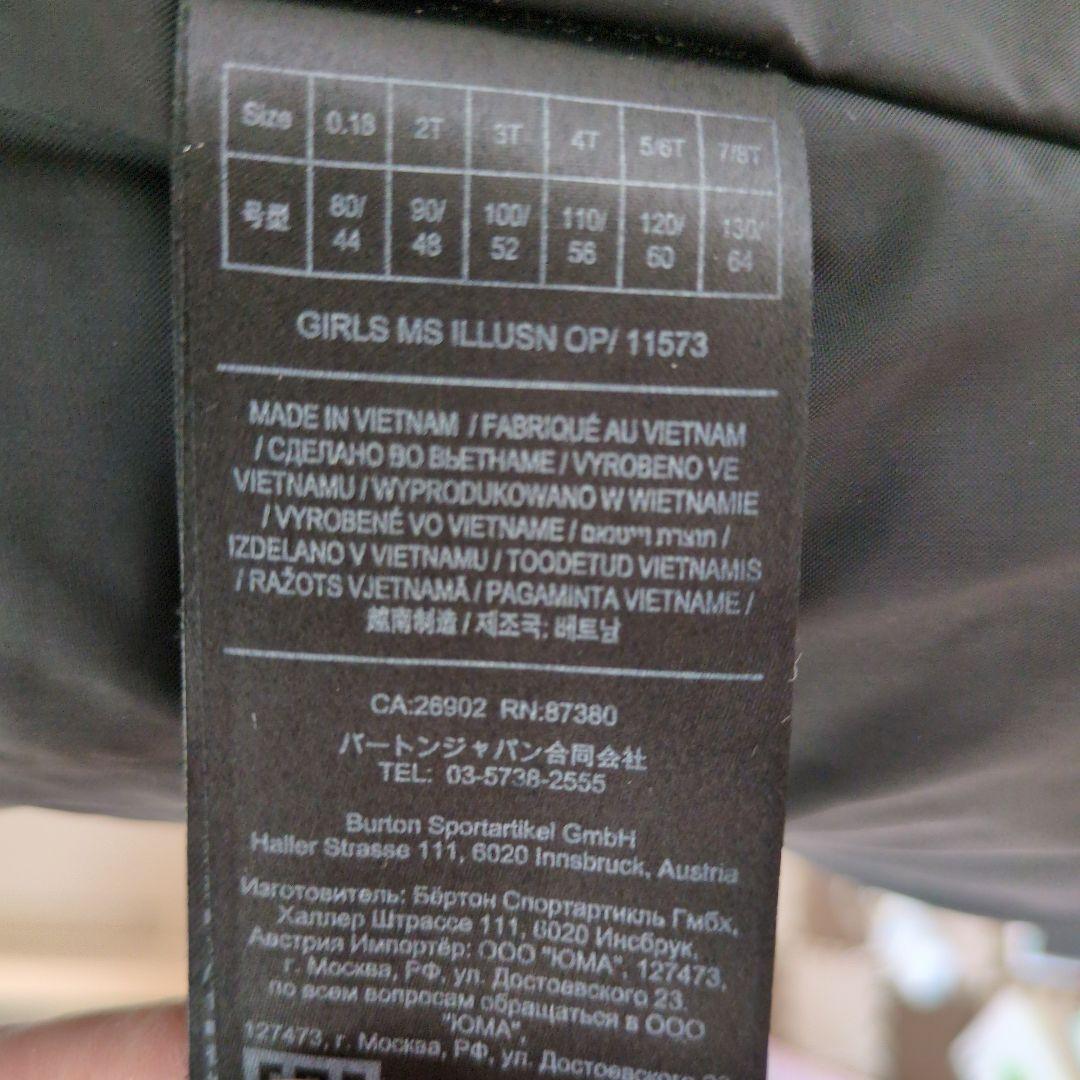 Size 0.18 2T 3T 4T 5/6T 7/8T
号型 80/44 90/48 100/52 110/56 120/60 130/64
GIRLS MS ILLUSN OP/ 11573
MADE IN VIETNAM / FABRIQUÉ AU VIETNAM
/ СДЕЛАНО ВО ВЬЕТНАМЕ / VYROBENO VE
VIETNAMU / WYPRODUKOWANO W WIETNAMIE
/ VYROBENÉ VO VIETNAME / תוצרת וייטנאם /
IZDELANO V VIETNAMU / TOODETUD VIETNAMIS
/ RAŽOTS VJETNAMĀ / PAGAMINTA VIETNAME /
越南制造 / 제조국: 베트남
CA:26902 RN:87380
バートンジャパン合同会社
TEL: 03-5738-2555
Burton Sportartikel GmbH
Haller Strasse 111, 6020 Innsbruck, Austria
Изготовитель: Бёртон Спортартикль Гмбх,
Халлер Штрассе 111, 6020 Инсбрук,
Австрия Импортёр: ООО "ЮМА", 127473,
г. Москва, РФ, ул. Достоевского 23.
по всем вопросам обращаться в ООО
"ЮМА",
127473, г. Москва, РФ, ул. Достоевского 23